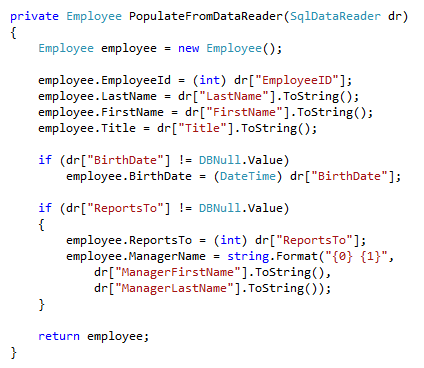 private Employee PopulateFromDataReader(SqlDataReader dr)
{
    Employee employee = new Employee();

    employee.EmployeeId = (int) dr["EmployeeID"];
    employee.LastName = dr["LastName"].ToString();
    employee.FirstName = dr["FirstName"].ToString();
    employee.Title = dr["Title"].ToString();

    if (dr["BirthDate"] != DBNull.Value)
        employee.BirthDate = (DateTime) dr["BirthDate"];

    if (dr["ReportsTo"] != DBNull.Value)
    {
        employee.ReportsTo = (int) dr["ReportsTo"];
        employee.ManagerName = string.Format("{0} {1}",
            dr["ManagerFirstName"].ToString(),
            dr["ManagerLastName"].ToString());
    }

    return employee;
}